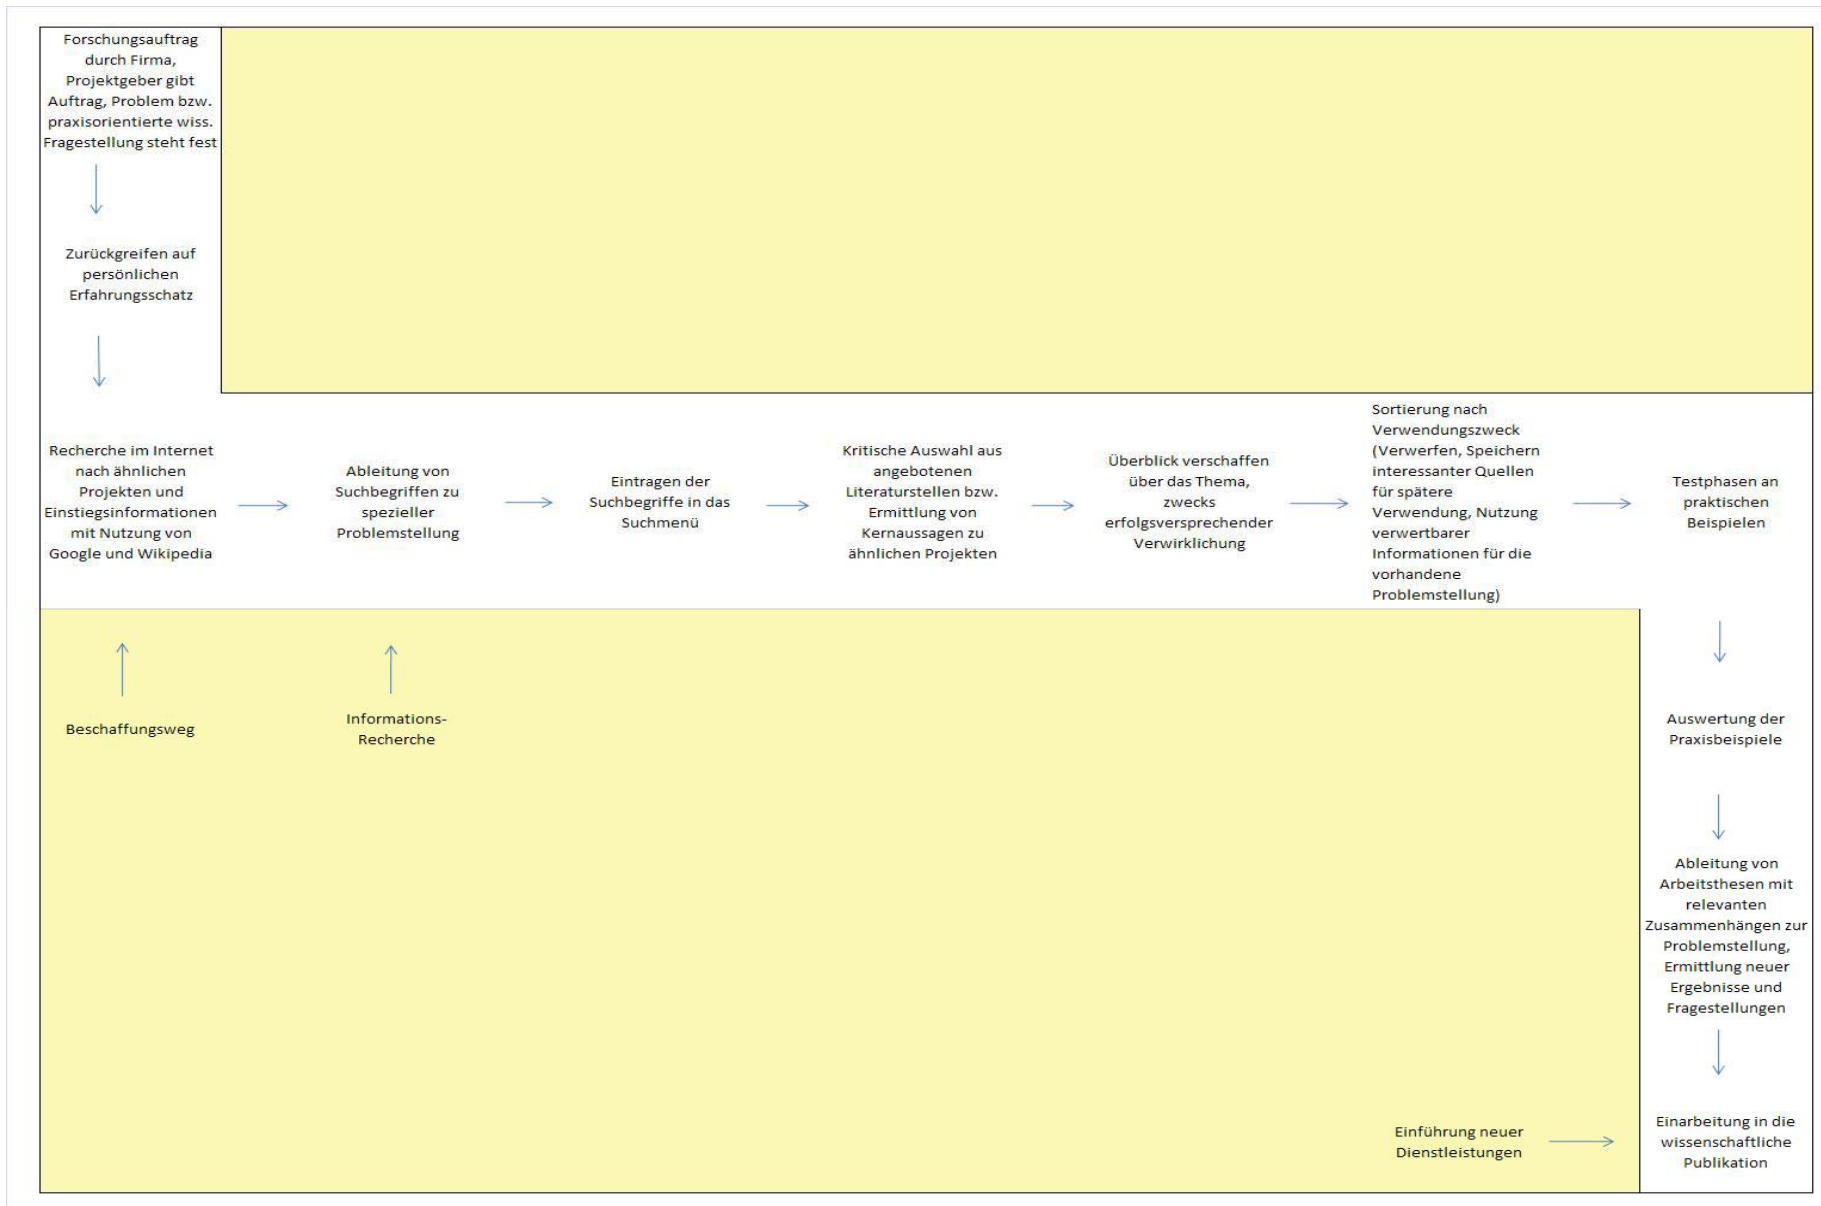 Forschungsauftrag
durch Firma,
Projektgeber gibt
Auftrag, Problem bzw.
praxisorientierte wiss.
Fragestellung steht fest
Zurückgreifen auf
persönlichen
Erfahrungsschatz
Recherche im Internet
nach ähnlichen
Projekten und
Einstiegsinformationen
mit Nutzung von
Google und Wikipedia
Ableitung von
Suchbegriffen zu
spezieller
Problemstellung
Eintragen der
Suchbegriffe in das
Suchmenü
Kritische Auswahl aus
angebotenen
Literaturstellen bzw.
Ermittlung von
Kernaussagen zu
ähnlichen Projekten
Überblick verschaffen
über das Thema,
zwecks
erfolgsversprechender
Verwirklichung
Sortierung nach
Verwendungszweck
(Verwerfen, Speichern
interessanter Quellen
für spätere
Verwendung, Nutzung
verwertbarer
Informationen für die
vorhandene
Problemstellung)
Testphasen an
praktischen
Beispielen
Beschaffungsweg
Informations-
Recherche
Auswertung der
Praxisbeispiele
Ableitung von
Arbeitsthesen mit
relevanten
Zusammenhängen zur
Problemstellung,
Ermittlung neuer
Ergebnisse und
Fragestellungen
Einführung neuer
Dienstleistungen
Einarbeitung in die
wissenschaftliche
Publikation